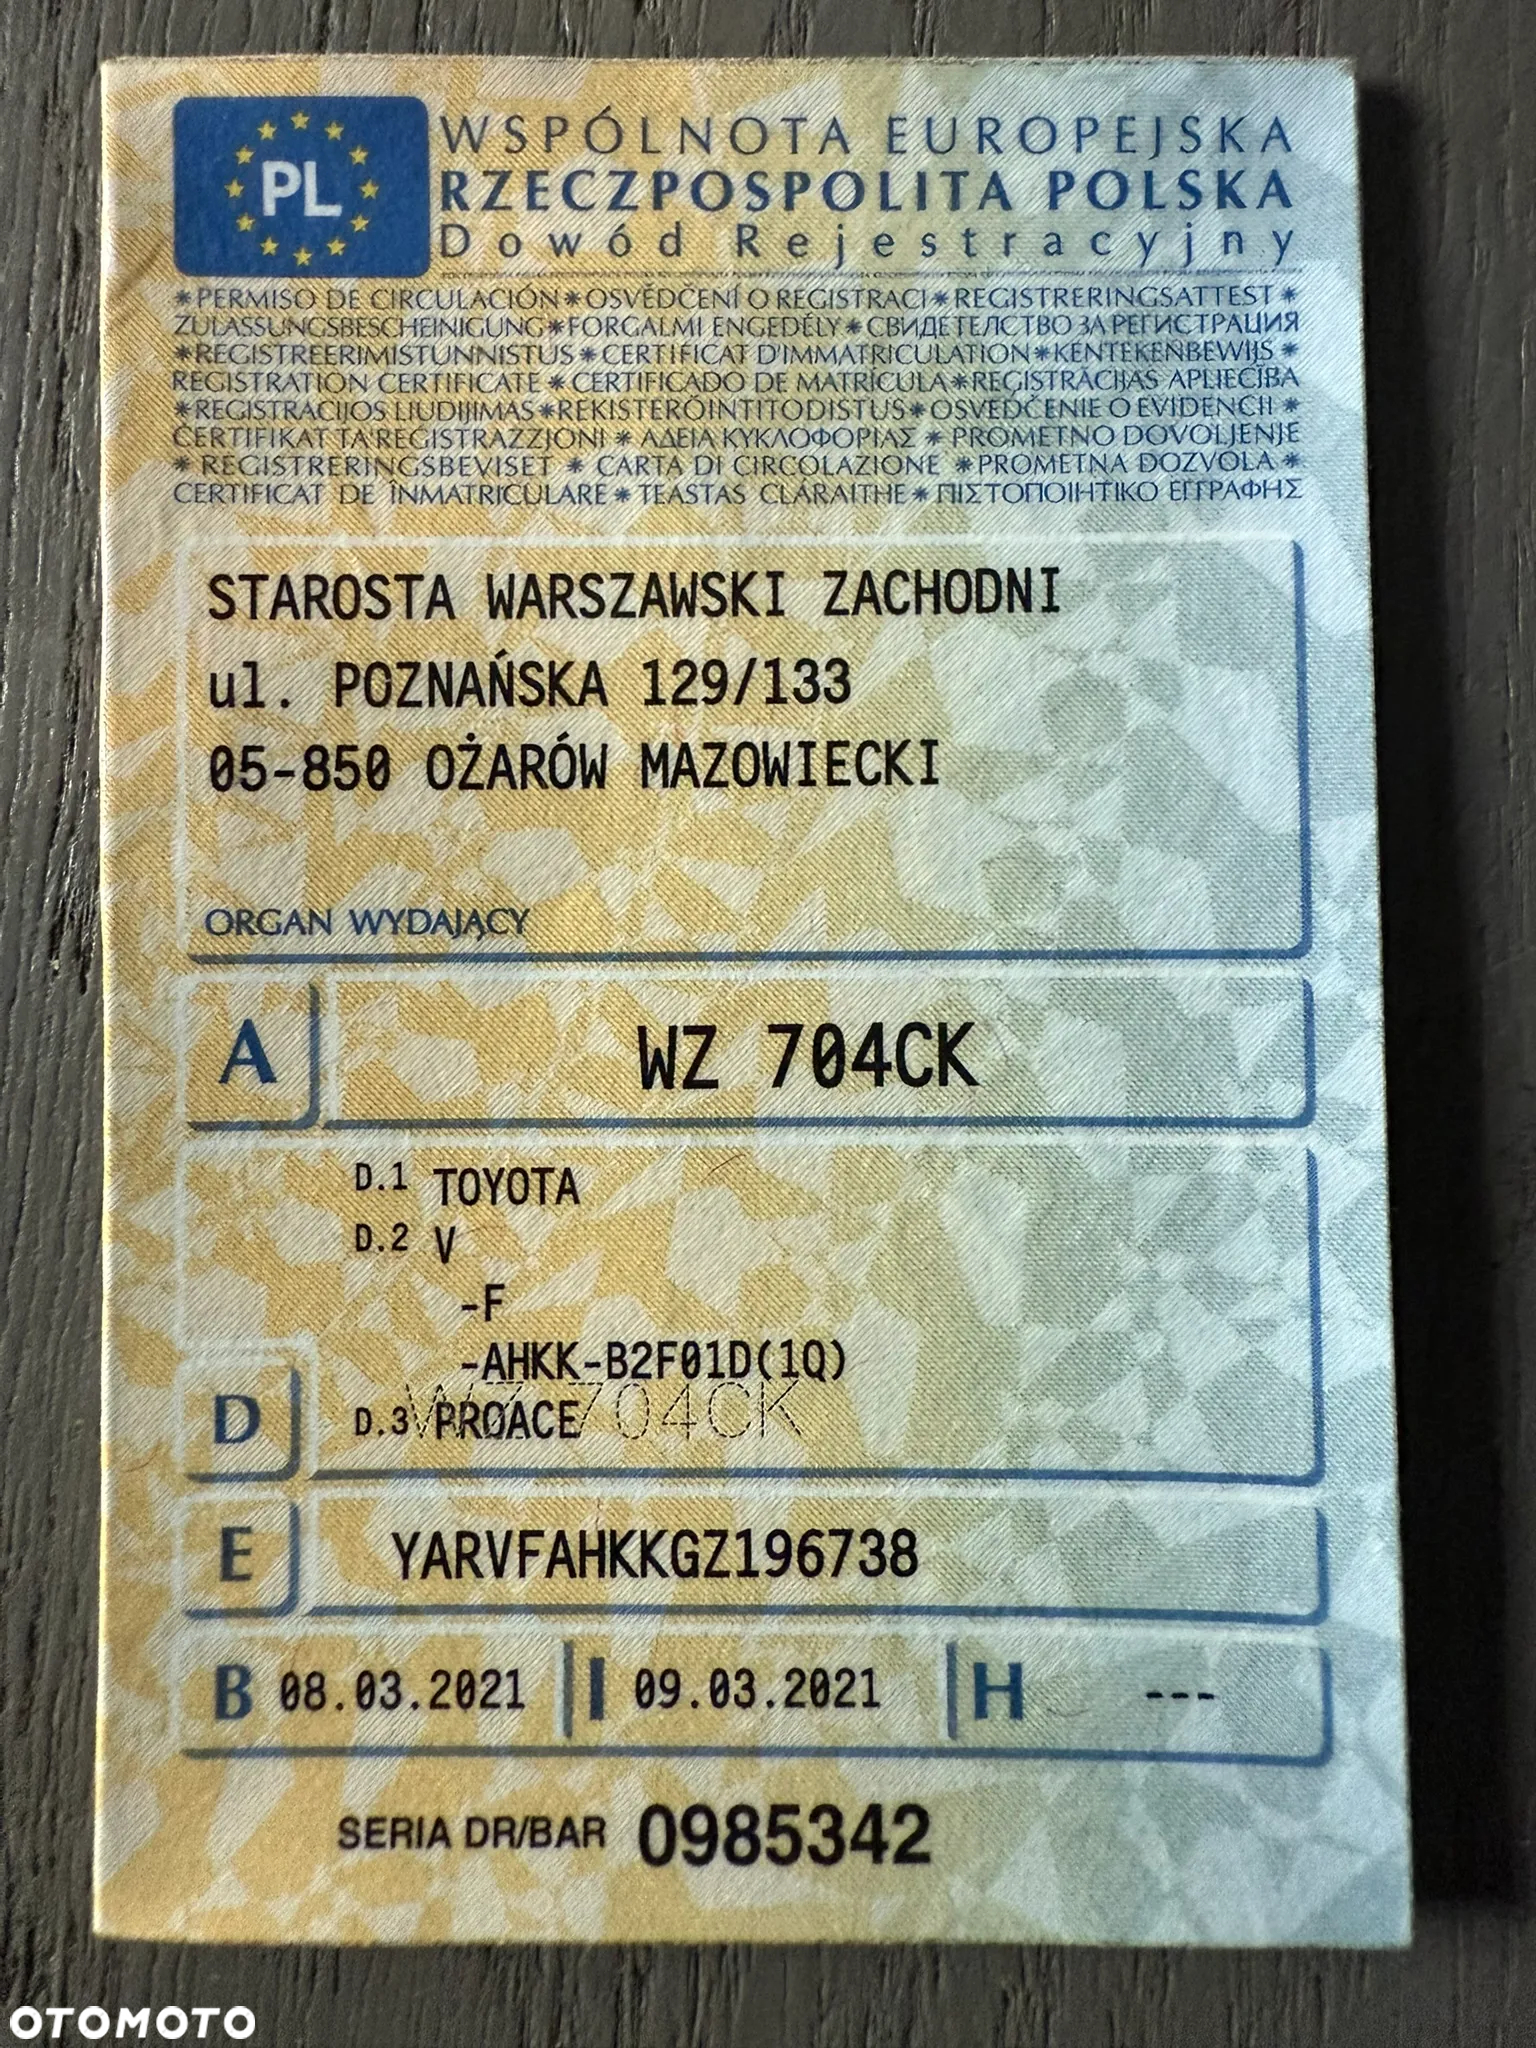 PL
WSPÓLNOTA EUROPEJSKA
RZECZPOSPOLITA POLSKA
Dowód Rejestracyjny
*PERMISO DE CIRCULACIÓN*OSVĚDČENÍ O REGISTRACI*REGISTRERINGSATTEST*
ZULASSUNGSBESCHEINIGUNG*FORGALMI ENGEDÉLY*СВИДЕТЕЛСТВО ЗА РЕГИСТРАЦИЯ
*REGISTREERIMISTUNNISTUS*CERTIFICAT D'IMMATRICULATION*KENTEKENBEWIJS*
REGISTRATION CERTIFICATE*CERTIFICADO DE MATRÍCULA*REGISTRĀCIJAS APLIECĪBA
*REGISTRACIJOS LIUDIJIMAS*REKISTERÖINTITODISTUS*OSVEDČENIE O EVIDENCII*
ĊERTIFIKAT TA'REĠISTRAZZJONI*ΑΔΕΙΑ ΚΥΚΛΟΦΟΡΙΑΣ*PROMETNO DOVOLJENJE
*REGISTRERINGSBEVISET*CARTA DI CIRCOLAZIONE*PROMETNA DOZVOLA*
CERTIFICAT DE ÎNMATRICULARE*TEASTAS CLÁRAITHE*ΠΙΣΤΟΠΟΙΗΤΙΚΟ ΕΓΓΡΑΦΗΣ
STAROSTA WARSZAWSKI ZACHODNI
ul. POZNAŃSKA 129/133
05-850 OŻARÓW MAZOWIECKI
ORGAN WYDAJĄCY
A WZ 704CK
D.1 TOYOTA
D.2 V
-F
-AHKK-B2F01D(1Q)
D D.3 PROACE
WZ 704CK
E YARVFAHKKGZ196738
B 08.03.2021 I 09.03.2021 H ---
SERIA DR/BAR 0985342
OTOMOTO